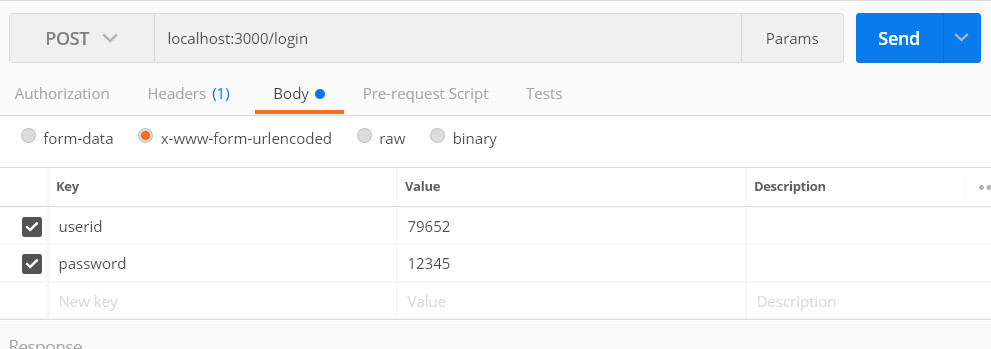 POST localhost:3000/login Params Send
Authorization Headers (1) Body Pre-request Script Tests
form-data x-www-form-urlencoded raw binary
Key Value Description
userid 79652
password 12345
New key Value Description
Response